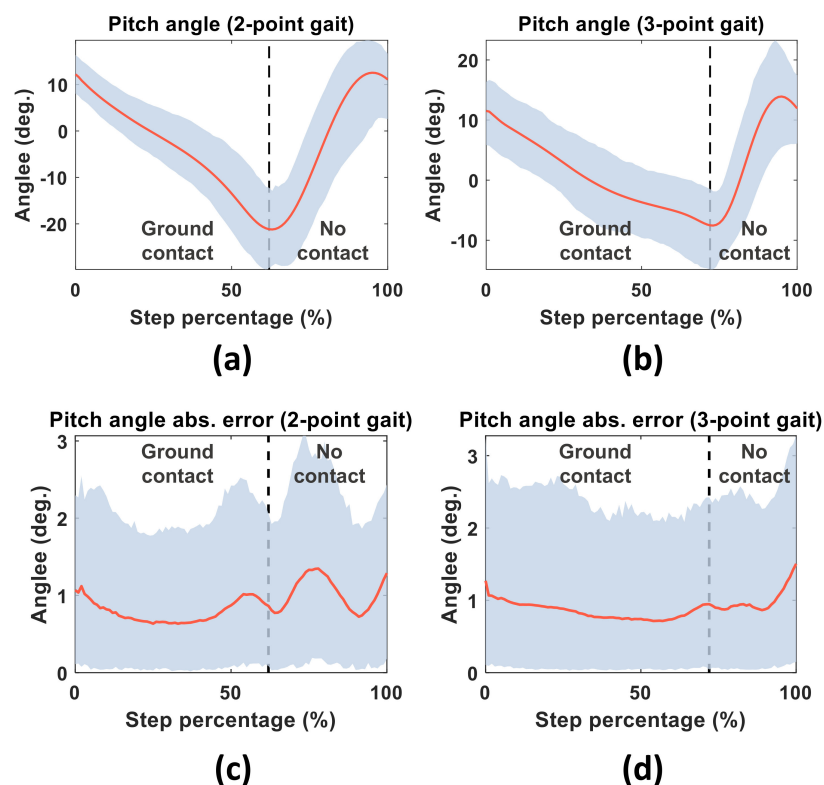 Pitch angle (2-point gait)
Anglee (deg.)
10
0
-10
-20
Ground
contact
No
contact
0
50
100
Step percentage (%)
(a)
Pitch angle (3-point gait)
Anglee (deg.)
20
10
0
-10
Ground
contact
No
contact
0
50
100
Step percentage (%)
(b)
Pitch angle abs. error (2-point gait)
Anglee (deg.)
3
2
1
0
Ground
contact
No
contact
0
50
100
Step percentage (%)
(c)
Pitch angle abs. error (3-point gait)
Anglee (deg.)
3
2
1
0
Ground
contact
No
contact
0
50
100
Step percentage (%)
(d)